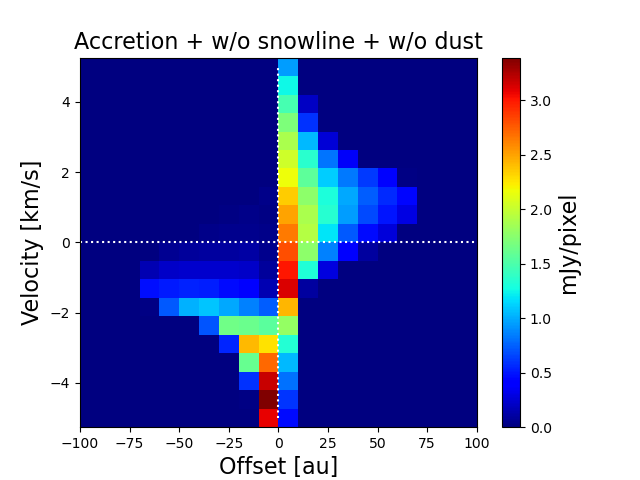 Accretion + w/o snowline + w/o dust
Velocity [km/s]
4
2
0
−2
−4
−100 −75 −50 −25 0 25 50 75 100
Offset [au]
3.0
2.5
2.0
1.5
1.0
0.5
0.0
mJy/pixel